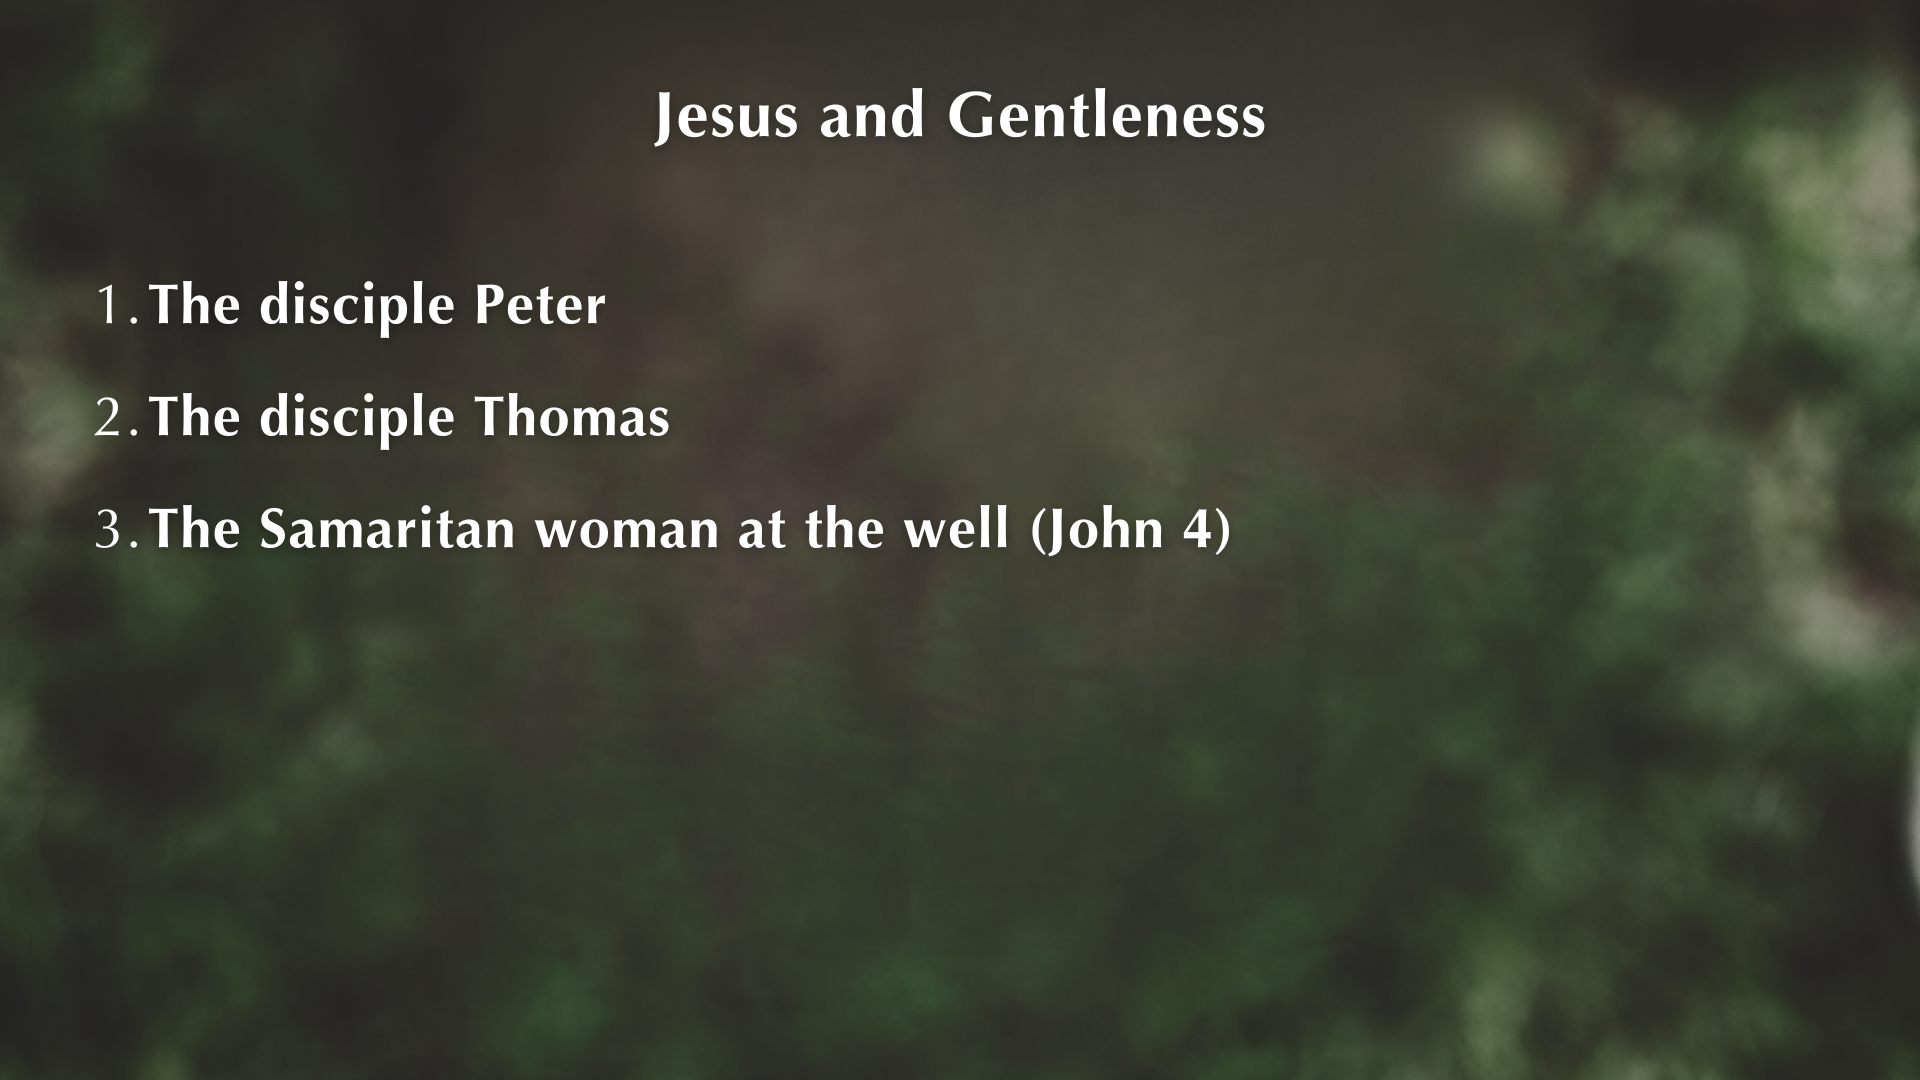 Jesus and Gentleness
1. The disciple Peter
2. The disciple Thomas
3. The Samaritan woman at the well (John 4)